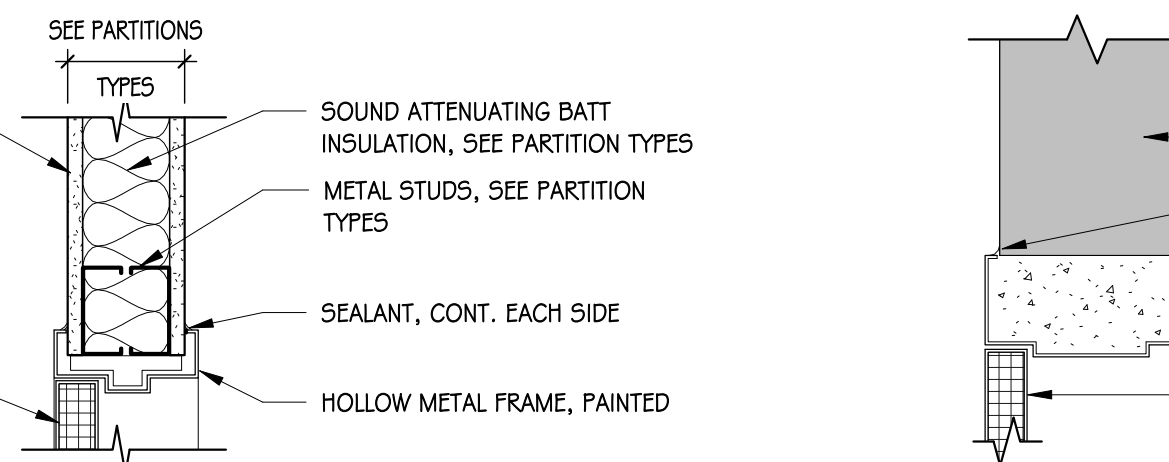 SEE PARTITIONS
TYPES
SOUND ATTENUATING BATT
INSULATION, SEE PARTITION TYPES
METAL STUDS, SEE PARTITION
TYPES
SEALANT, CONT. EACH SIDE
HOLLOW METAL FRAME, PAINTED